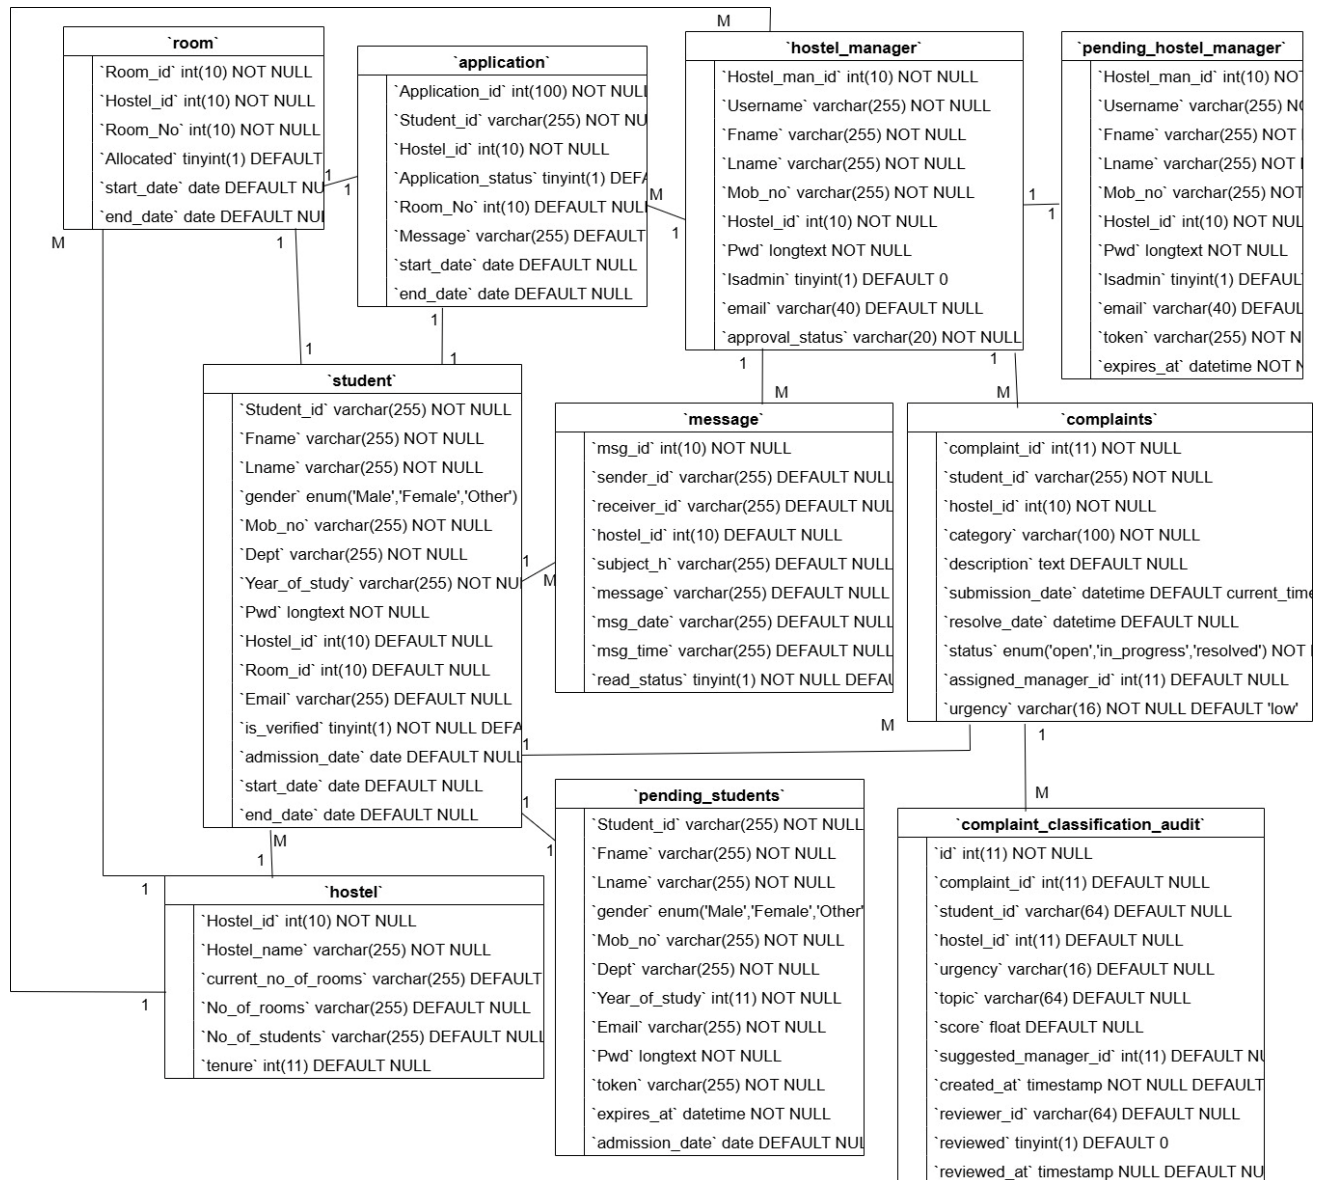 `room`
`Room_id` int(10) NOT NULL
`Hostel_id` int(10) NOT NULL
`Room_No` int(10) NOT NULL
`Allocated` tinyint(1) DEFAULT
`start_date` date DEFAULT NU
`end_date` date DEFAULT NUL
M
1
1
1
`application`
`Application_id` int(100) NOT NULL
`Student_id` varchar(255) NOT NU
`Hostel_id` int(10) NOT NULL
`Application_status` tinyint(1) DEFA
`Room_No` int(10) DEFAULT NULL
`Message` varchar(255) DEFAULT
`start_date` date DEFAULT NULL
`end_date` date DEFAULT NULL
M
1
1
1
M
`hostel_manager`
`Hostel_man_id` int(10) NOT NULL
`Username` varchar(255) NOT NULL
`Fname` varchar(255) NOT NULL
`Lname` varchar(255) NOT NULL
`Mob_no` varchar(255) NOT NULL
`Hostel_id` int(10) NOT NULL
`Pwd` longtext NOT NULL
`Isadmin` tinyint(1) DEFAULT 0
`email` varchar(40) DEFAULT NULL
`approval_status` varchar(20) NOT NULL
1
1
1
M
1
M
`pending_hostel_manager`
`Hostel_man_id` int(10) NOT
`Username` varchar(255) NO
`Fname` varchar(255) NOT
`Lname` varchar(255) NOT
`Mob_no` varchar(255) NOT
`Hostel_id` int(10) NOT NUL
`Pwd` longtext NOT NULL
`Isadmin` tinyint(1) DEFAUL
`email` varchar(40) DEFAUL
`token` varchar(255) NOT N
`expires_at` datetime NOT N
1
`student`
`Student_id` varchar(255) NOT NULL
`Fname` varchar(255) NOT NULL
`Lname` varchar(255) NOT NULL
`gender` enum('Male','Female','Other')
`Mob_no` varchar(255) NOT NULL
`Dept` varchar(255) NOT NULL
`Year_of_study` varchar(255) NOT NUL
`Pwd` longtext NOT NULL
`Hostel_id` int(10) DEFAULT NULL
`Room_id` int(10) DEFAULT NULL
`Email` varchar(255) DEFAULT NULL
`is_verified` tinyint(1) NOT NULL DEFA
`admission_date` date DEFAULT NULL
`start_date` date DEFAULT NULL
`end_date` date DEFAULT NULL
1
M
1
1
1
M
1
`message`
`msg_id` int(10) NOT NULL
`sender_id` varchar(255) DEFAULT NULL
`receiver_id` varchar(255) DEFAULT NUL
`hostel_id` int(10) DEFAULT NULL
`subject_h` varchar(255) DEFAULT NULL
`message` varchar(255) DEFAULT NULL
`msg_date` varchar(255) DEFAULT NULL
`msg_time` varchar(255) DEFAULT NULL
`read_status` tinyint(1) NOT NULL DEFAU
`complaints`
`complaint_id` int(11) NOT NULL
`student_id` varchar(255) NOT NULL
`hostel_id` int(10) NOT NULL
`category` varchar(100) NOT NULL
`description` text DEFAULT NULL
`submission_date` datetime DEFAULT current_time
`resolve_date` datetime DEFAULT NULL
`status` enum('open','in_progress','resolved') NOT
`assigned_manager_id` int(11) DEFAULT NULL
`urgency` varchar(16) NOT NULL DEFAULT 'low'
M
1
M
`hostel`
`Hostel_id` int(10) NOT NULL
`Hostel_name` varchar(255) NOT NULL
`current_no_of_rooms` varchar(255) DEFAULT
`No_of_rooms` varchar(255) DEFAULT NULL
`No_of_students` varchar(255) DEFAULT NULL
`tenure` int(11) DEFAULT NULL
1
1
`pending_students`
`Student_id` varchar(255) NOT NULL
`Fname` varchar(255) NOT NULL
`Lname` varchar(255) NOT NULL
`gender` enum('Male','Female','Other'
`Mob_no` varchar(255) NOT NULL
`Dept` varchar(255) NOT NULL
`Year_of_study` int(11) NOT NULL
`Email` varchar(255) NOT NULL
`Pwd` longtext NOT NULL
`token` varchar(255) NOT NULL
`expires_at` datetime NOT NULL
`admission_date` date DEFAULT NUL
`complaint_classification_audit`
`id` int(11) NOT NULL
`complaint_id` int(11) DEFAULT NULL
`student_id` varchar(64) DEFAULT NULL
`hostel_id` int(11) DEFAULT NULL
`urgency` varchar(16) DEFAULT NULL
`topic` varchar(64) DEFAULT NULL
`score` float DEFAULT NULL
`suggested_manager_id` int(11) DEFAULT NU
`created_at` timestamp NOT NULL DEFAULT
`reviewer_id` varchar(64) DEFAULT NULL
`reviewed` tinyint(1) DEFAULT 0
`reviewed_at` timestamp NULL DEFAULT NU